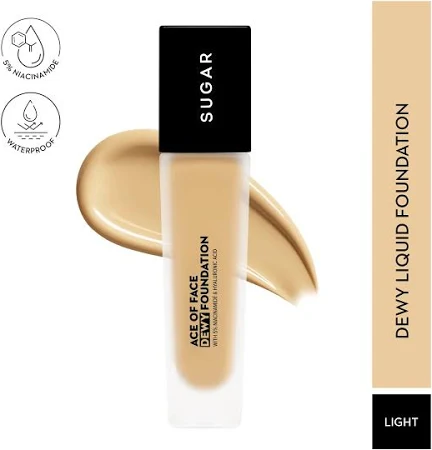 5% NIACINAMIDE
WATERPROOF
SUGAR
ACE OF FACE
DEWY FOUNDATION
WITH 5% NIACINAMIDE & HYALURONIC ACID
DEWY LIQUID FOUNDATION
LIGHT